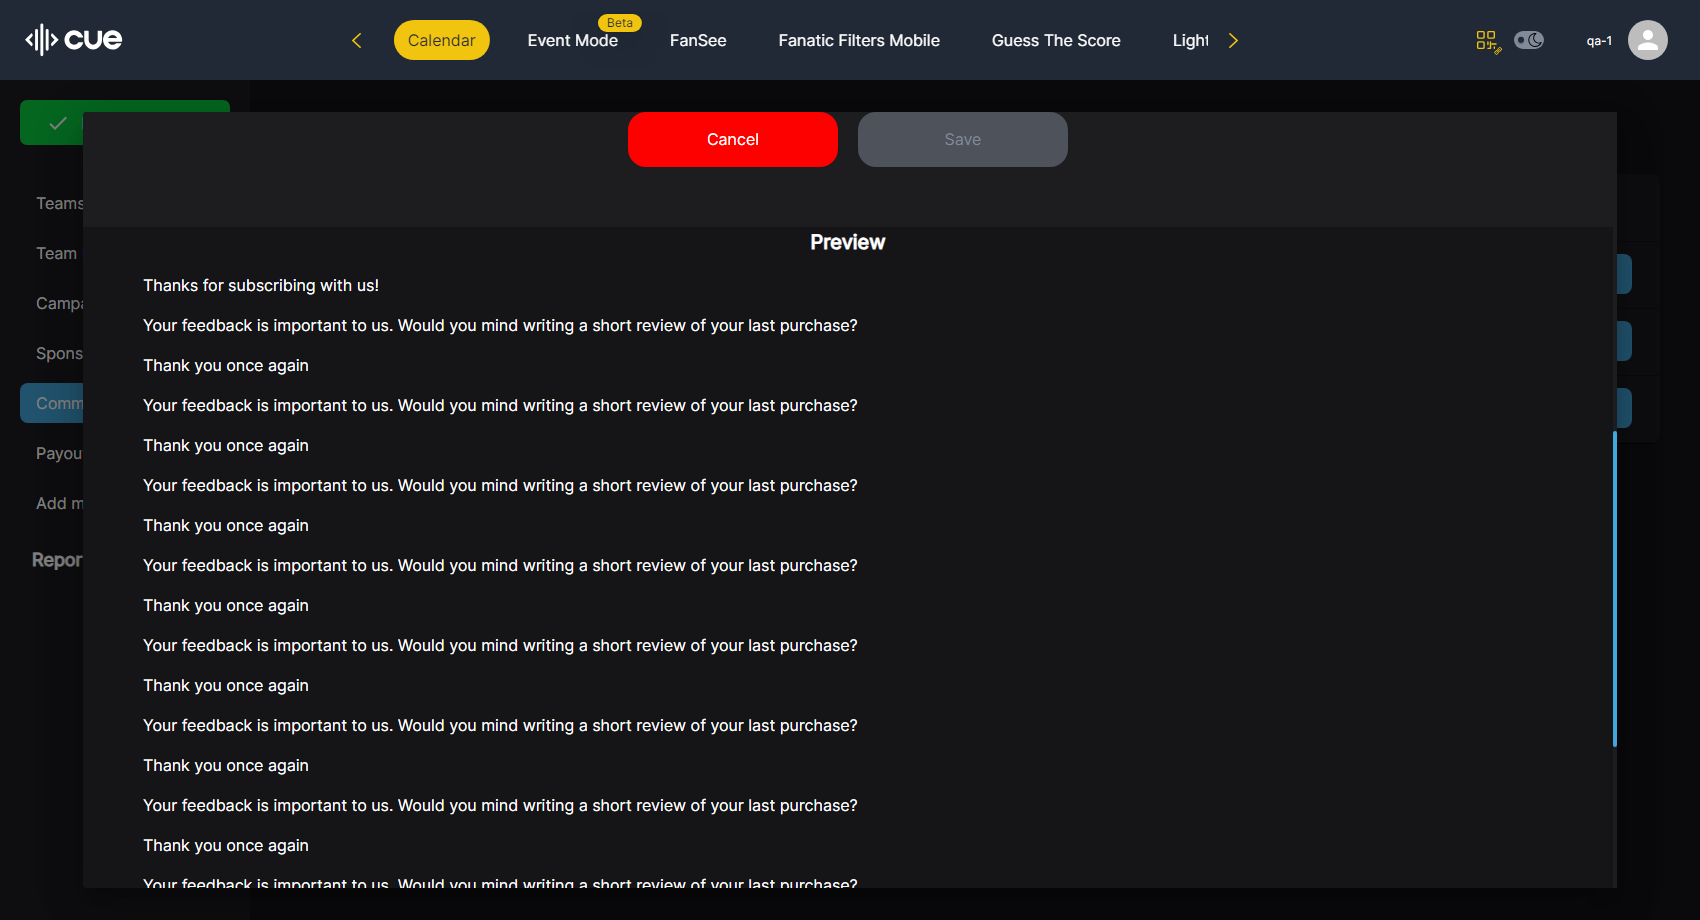 cue
Calendar
Event Mode
Beta
FanSee
Fanatic Filters Mobile
Guess The Score
Light
qa-1
Teams
Team
Campa
Spons
Comm
Payou
Add m
Repor
Cancel
Save
Preview
Thanks for subscribing with us!
Your feedback is important to us. Would you mind writing a short review of your last purchase?
Thank you once again
Your feedback is important to us. Would you mind writing a short review of your last purchase?
Thank you once again
Your feedback is important to us. Would you mind writing a short review of your last purchase?
Thank you once again
Your feedback is important to us. Would you mind writing a short review of your last purchase?
Thank you once again
Your feedback is important to us. Would you mind writing a short review of your last purchase?
Thank you once again
Your feedback is important to us. Would you mind writing a short review of your last purchase?
Thank you once again
Your feedback is important to us. Would you mind writing a short review of your last purchase?
Thank you once again
Your feedback is important to us. Would you mind writing a short review of your last purchase?